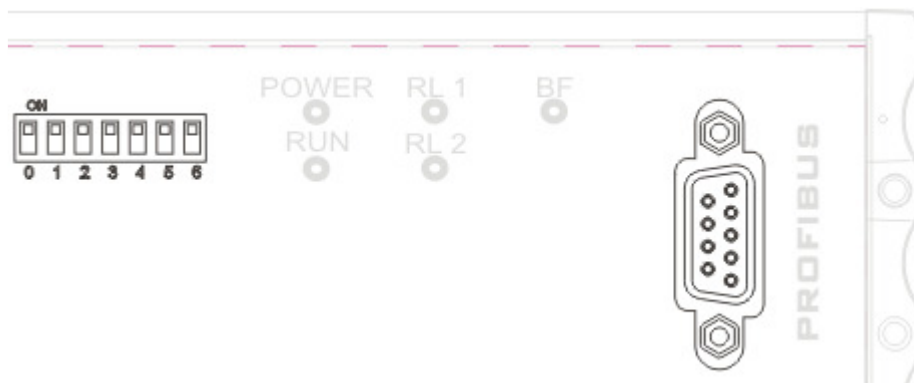 ON
0 1 2 3 4 5 6
POWER RL 1 BF
RUN RL 2
PROFIBUS